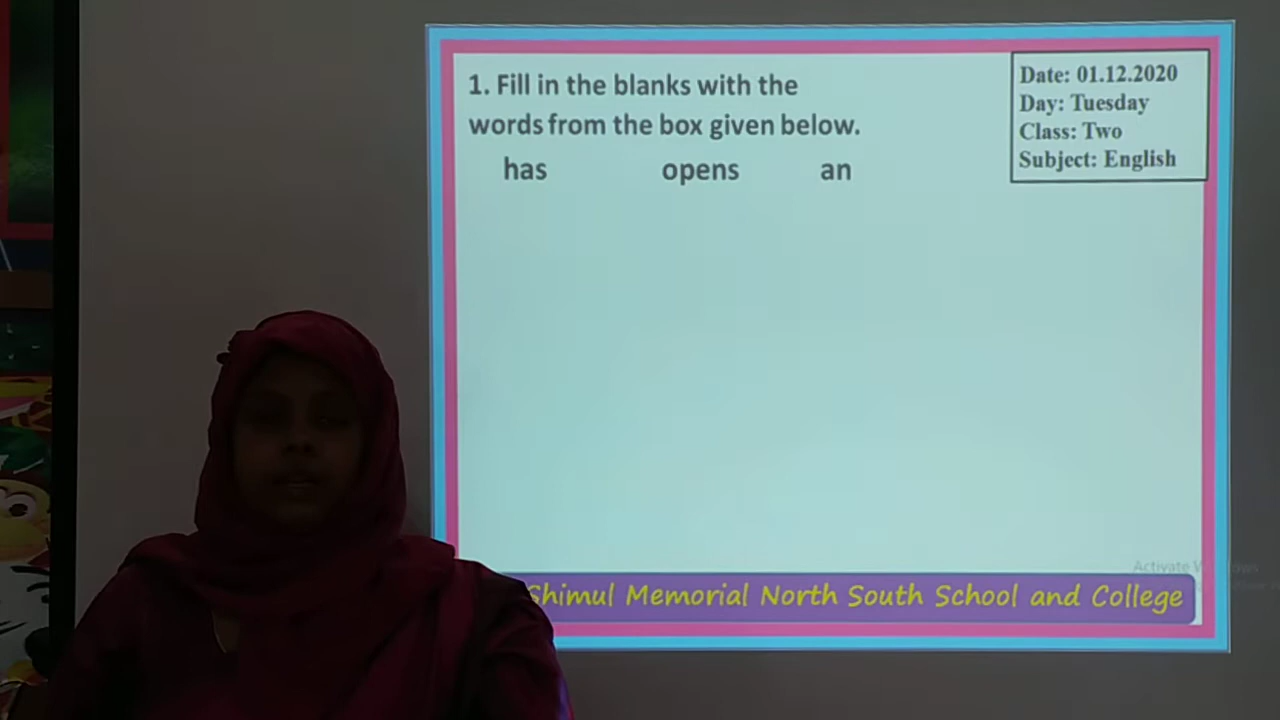 1. Fill in the blanks with the
words from the box given below.
has opens an
Date: 01.12.2020
Day: Tuesday
Class: Two
Subject: English
Activate
Shimul Memorial North South School and College